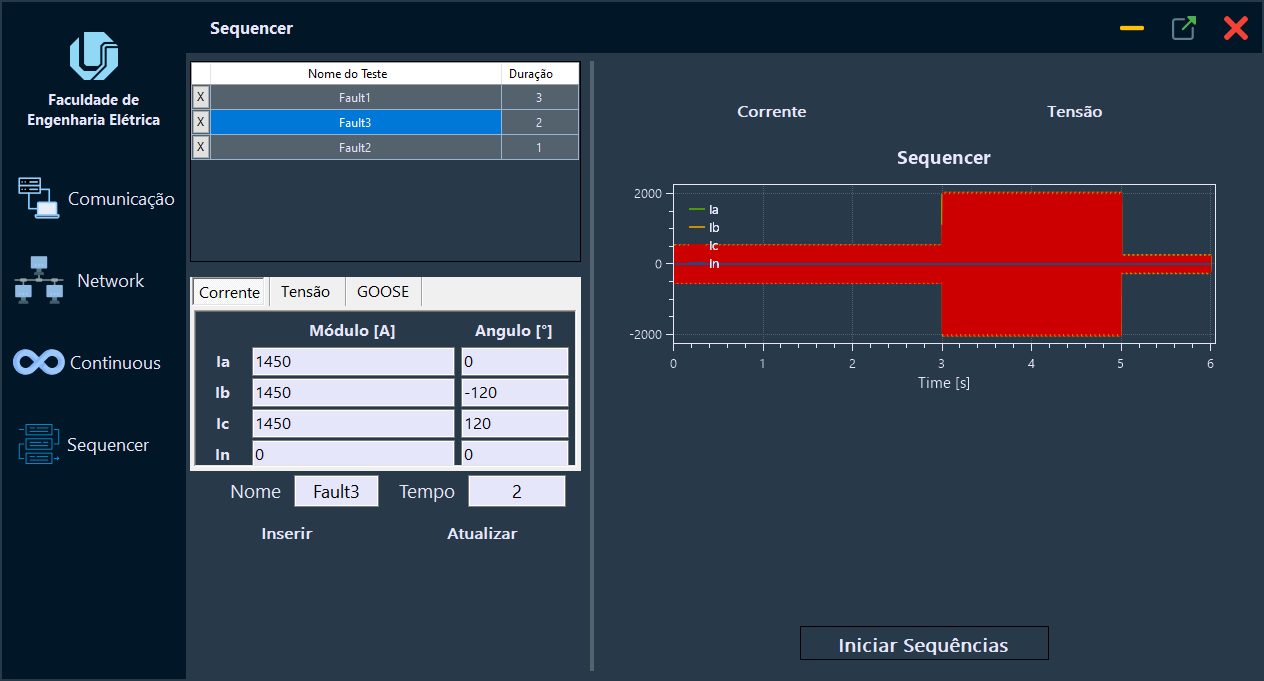 Sequencer
Faculdade de
Engenharia Elétrica
Comunicação
Network
Continuous
Sequencer
Nome do Teste Duração
X Fault1 3
X Fault3 2
X Fault2 1
Corrente Tensão GOOSE
Módulo [A] Angulo [°]
Ia 1450 0
Ib 1450 -120
Ic 1450 120
In 0 0
Nome Fault3 Tempo 2
Inserir Atualizar
Corrente Tensão
Sequencer
2000
0
-2000
Ia
Ib
Ic
In
0 1 2 3 4 5 6
Time [s]
Iniciar Sequências